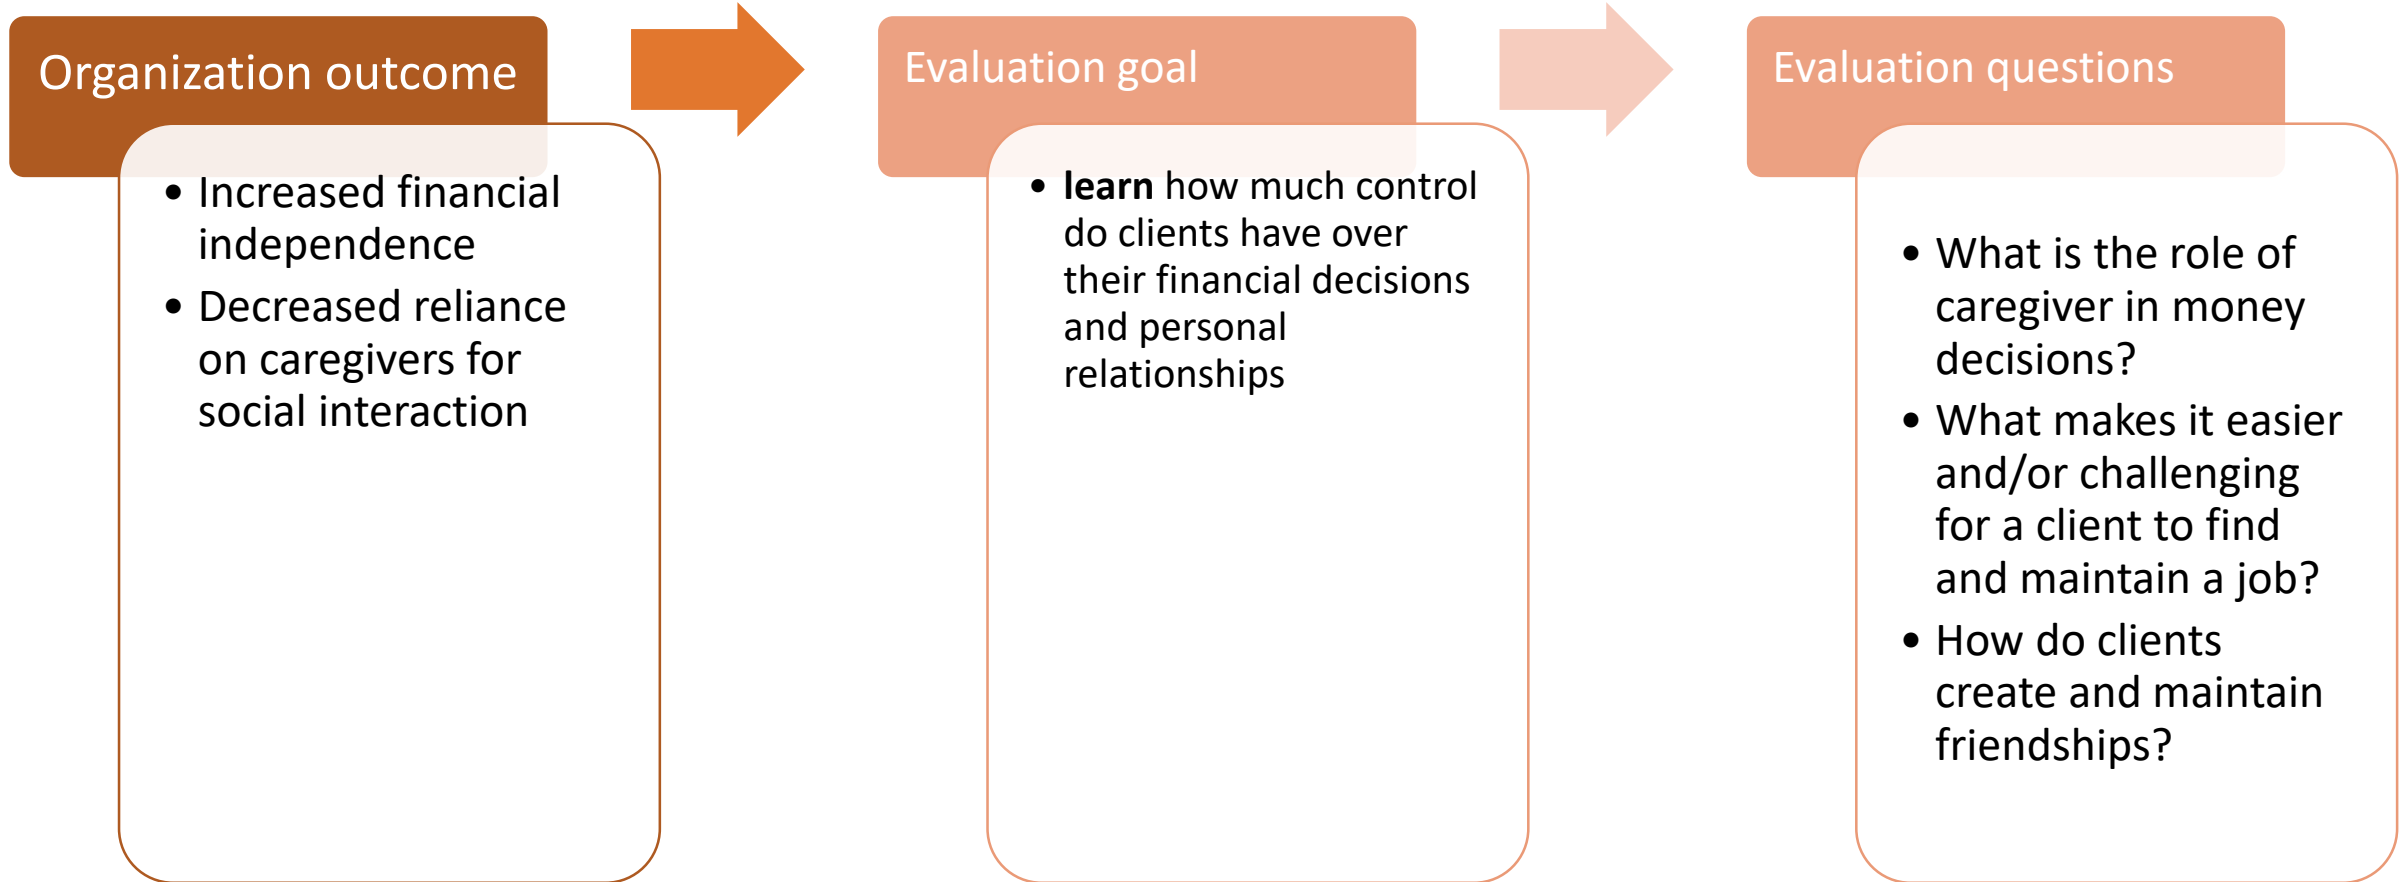 Organization outcome
• Increased financial
independence
• Decreased reliance
on caregivers for
social interaction
Evaluation goal
• learn how much control
do clients have over
their financial decisions
and personal
relationships
Evaluation questions
• What is the role of
caregiver in money
decisions?
• What makes it easier
and/or challenging
for a client to find
and maintain a job?
• How do clients
create and maintain
friendships?